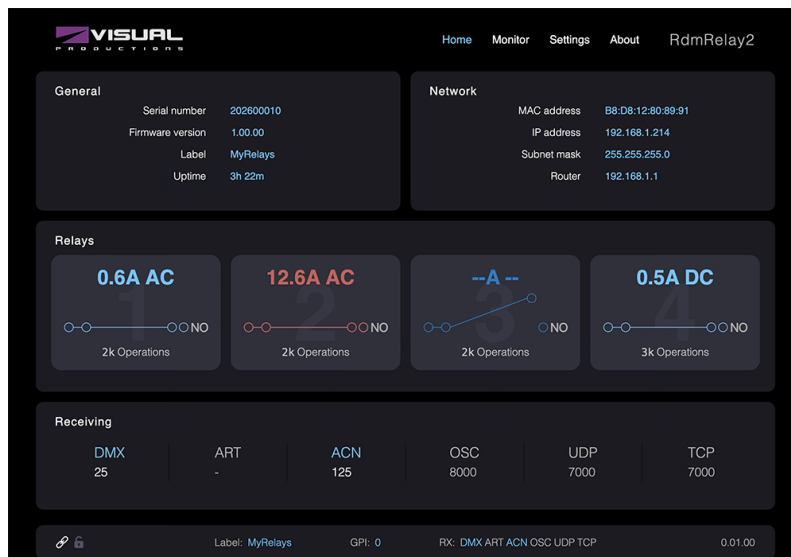 VISUAL
PRODUCTIONS
Home Monitor Settings About RdmRelay2
General
Serial number 202600010
Firmware version 1.00.00
Label MyRelays
Uptime 3h 22m
Network
MAC address B8:D8:12:80:89:91
IP address 192.168.1.214
Subnet mask 255.255.255.0
Router 192.168.1.1
Relays
0.6A AC 12.6A AC --A -- 0.5A DC
1 2 3 4
NO NO NO NO
2k Operations 2k Operations 2k Operations 3k Operations
Receiving
DMX ART ACN OSC UDP TCP
25 - 125 8000 7000 7000
Label: MyRelays GPI: 0 RX: DMX ART ACN OSC UDP TCP 0.01.00